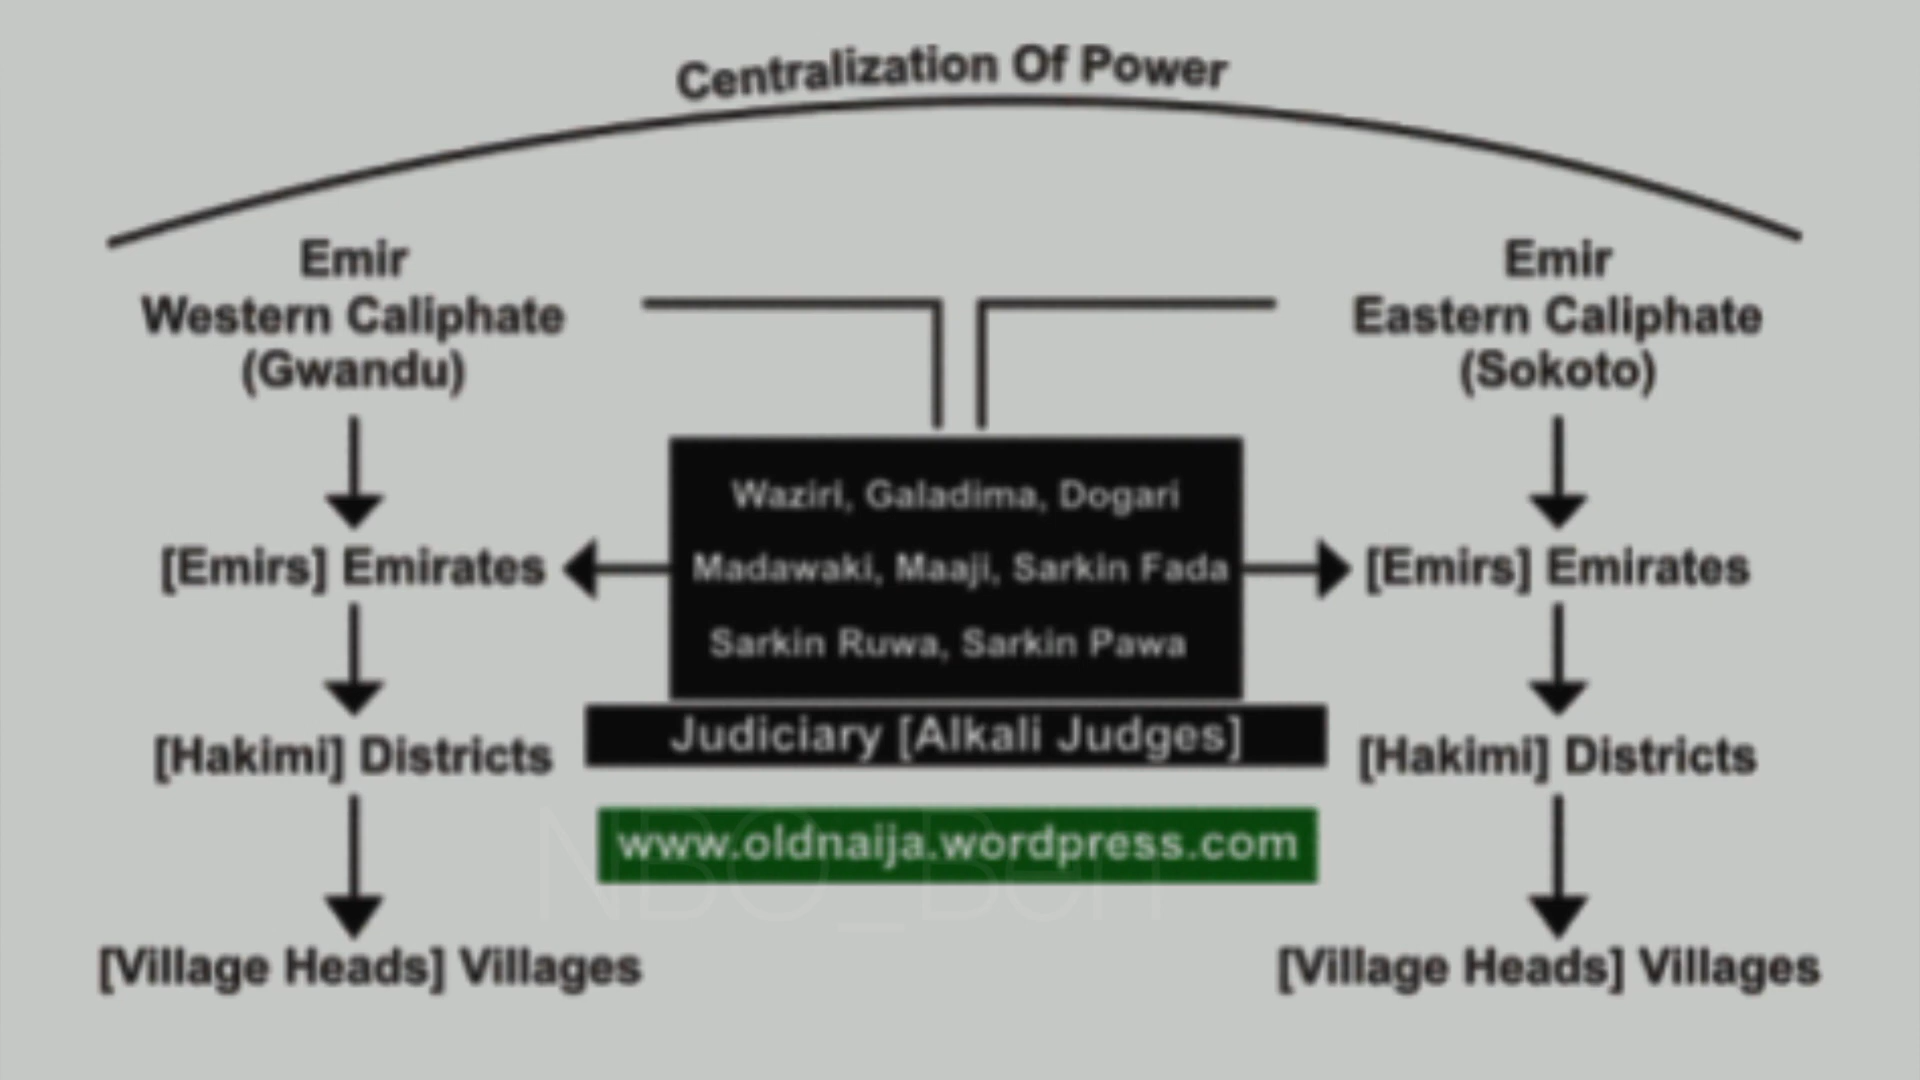 Centralization Of Power
Emir
Western Caliphate
(Gwandu)
Emir
Eastern Caliphate
(Sokoto)
Waziri, Galadima, Dogari
Madawaki, Maaji, Sarkin Fada
Sarkin Ruwa, Sarkin Pawa
[Emirs] Emirates
[Emirs] Emirates
Judiciary [Alkali Judges]
[Hakimi] Districts
[Hakimi] Districts
www.oldnaija.wordpress.com
NBO_Ben
[Village Heads] Villages
[Village Heads] Villages